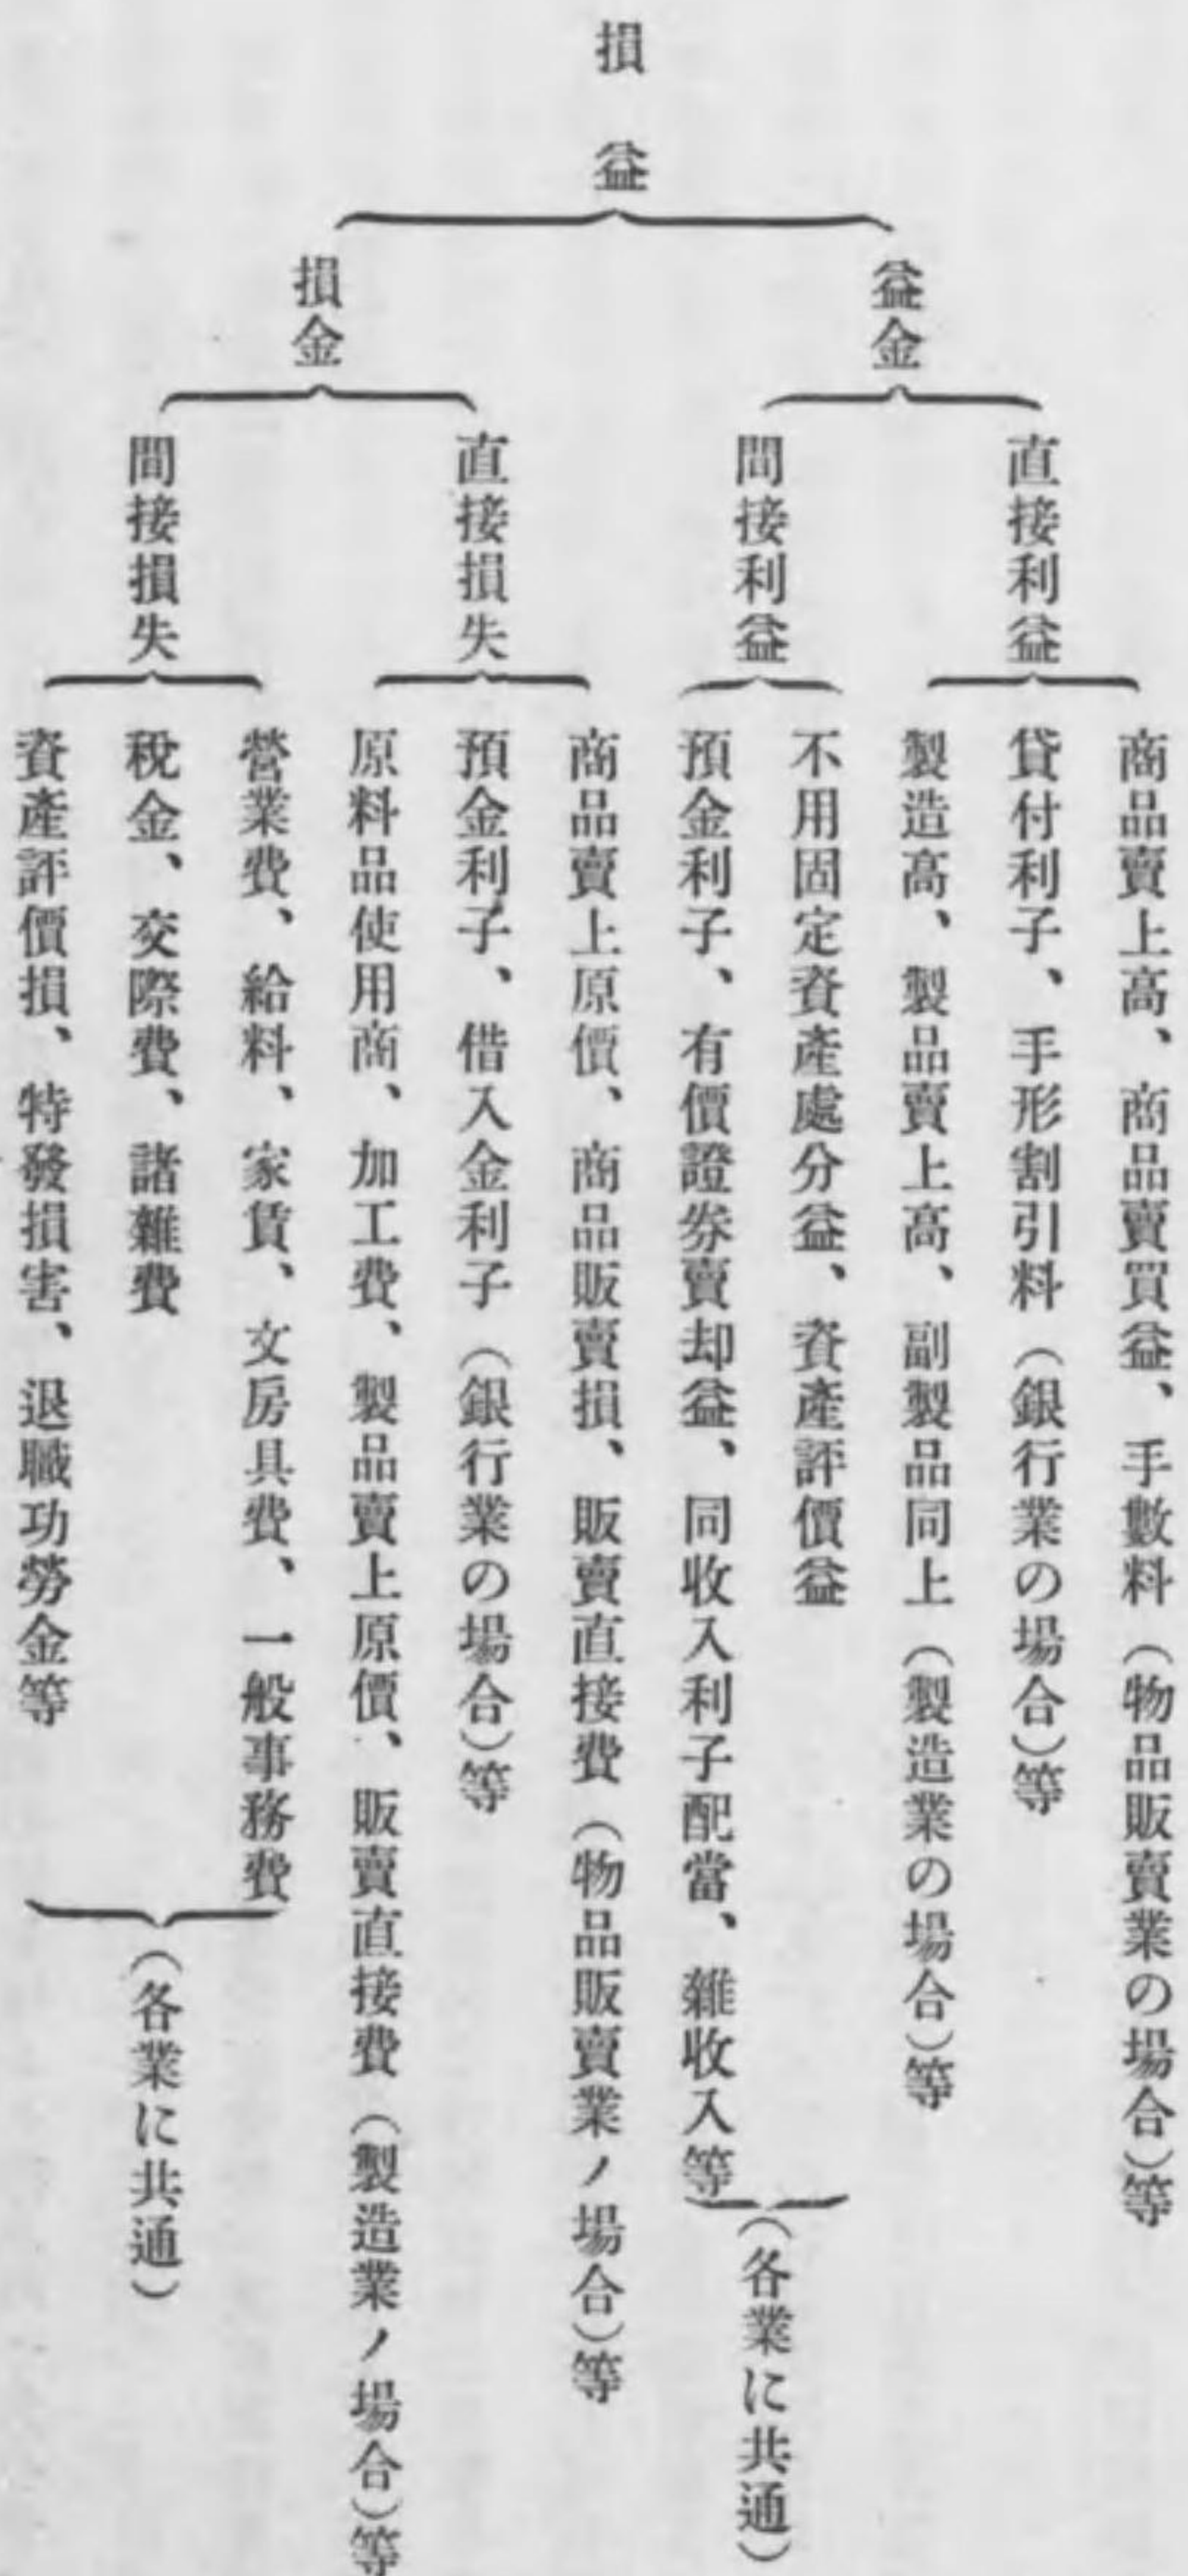 損益
益金
直接利益
商品賣上高、商品賣買益、手數料（物品販賣業の場合）等
貸付利子、手形割引料（銀行業の場合）等
製造高、製品賣上高、副製品同上（製造業の場合）等
間接利益
不用固定資產處分益、資產評價益
預金利子、有價證券賣却益、同收入利子配當、雜收入等
（各業に共通）
損金
直接損失
商品賣上原價、商品販賣損、販賣直接費（物品販賣業ノ場合）等
預金利子、借入金利子（銀行業の場合）等
原料品使用商、加工費、製品賣上原價、販賣直接費（製造業ノ場合）等
間接損失
營業費、給料、家賃、文房具費、一般事務費
稅金、交際費、諸雜費
資產評價損、特發損害、退職功勞金等
（各業に共通）